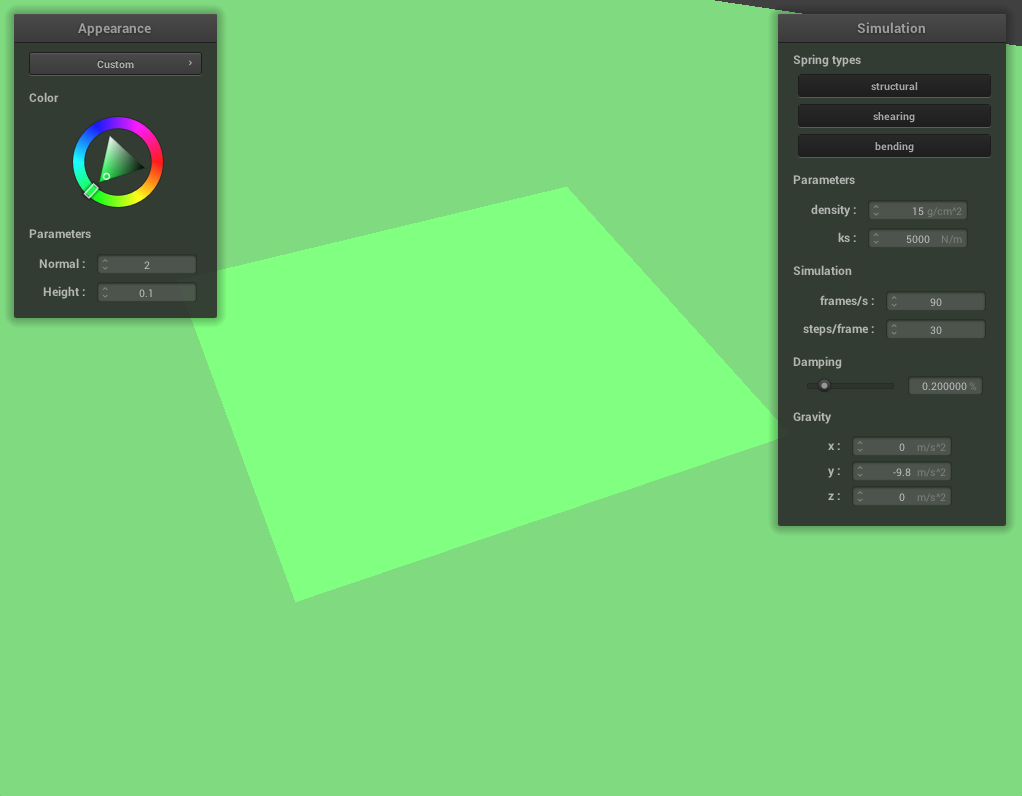 Appearance
Custom
Color
Parameters
Normal : 2
Height : 0.1
Simulation
Spring types
structural
shearing
bending
Parameters
density : 15 g/cm^2
ks : 5000 N/m
Simulation
frames/s : 90
steps/frame : 30
Damping
0.200000 %
Gravity
x : 0 m/s^2
y : -9.8 m/s^2
z : 0 m/s^2